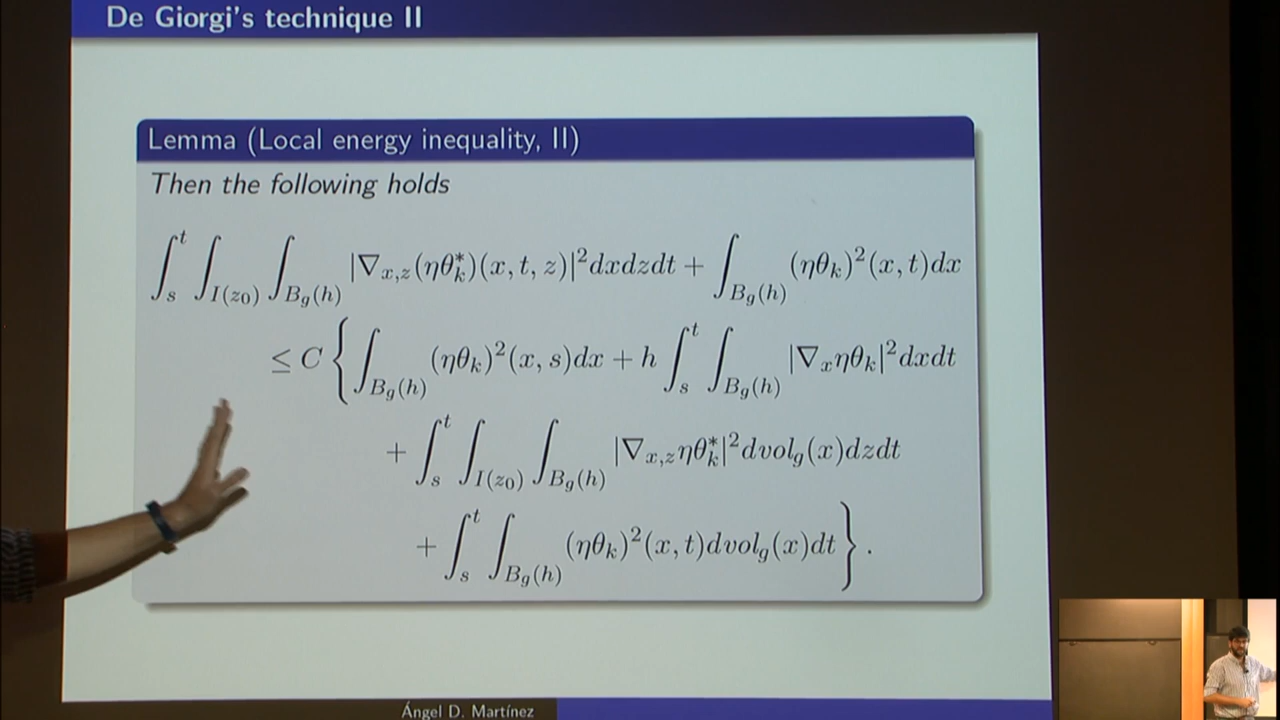 De Giorgi's technique II
Lemma (Local energy inequality, II)
Then the following holds
∫_s^t ∫_{I(z_0)} ∫_{B_g(h)} |∇_{x,z}(ηθ_k^*)(x, t, z)|^2 dxdzdt + ∫_{B_g(h)} (ηθ_k)^2(x, t)dx
≤ C { ∫_{B_g(h)} (ηθ_k)^2(x, s)dx + h ∫_s^t ∫_{B_g(h)} |∇_x ηθ_k|^2 dxdt
+ ∫_s^t ∫_{I(z_0)} ∫_{B_g(h)} |∇_{x,z} ηθ_k^*|^2 dvol_g(x)dzdt
+ ∫_s^t ∫_{B_g(h)} (ηθ_k)^2(x, t)dvol_g(x)dt } .
Ángel D. Martínez